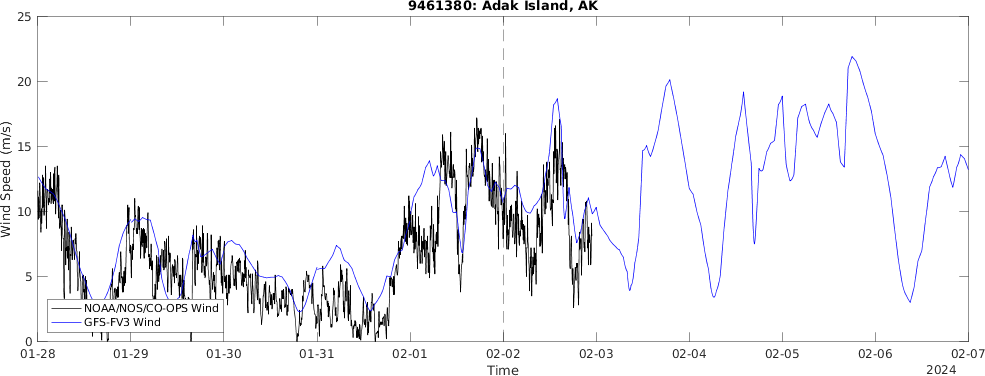 9461380: Adak Island, AK
Wind Speed (m/s)
25
20
15
10
5
0
NOAA/NOS/CO-OPS Wind
GFS-FV3 Wind
01-28 01-29 01-30 01-31 02-01 02-02 02-03 02-04 02-05 02-06 02-07
Time
2024